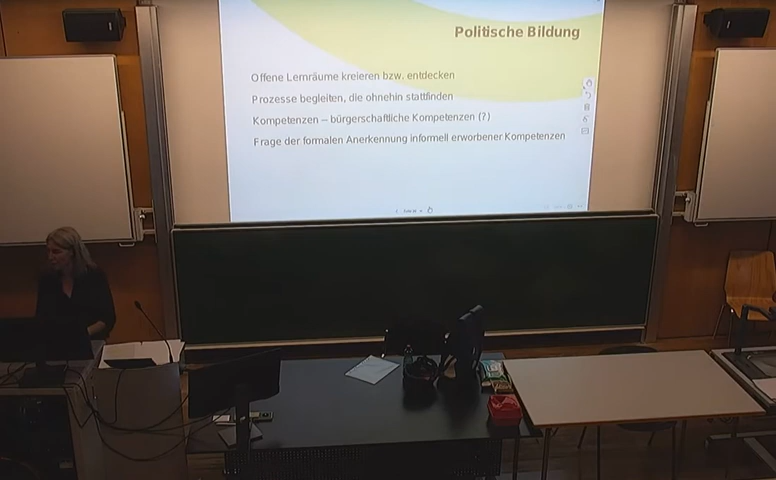 Politische Bildung
Offene Lernräume kreieren bzw. entdecken
Prozesse begleiten, die ohnehin stattfinden
Kompetenzen – bürgerschaftliche Kompetenzen (?)
Frage der formalen Anerkennung informell erworbener Kompetenzen